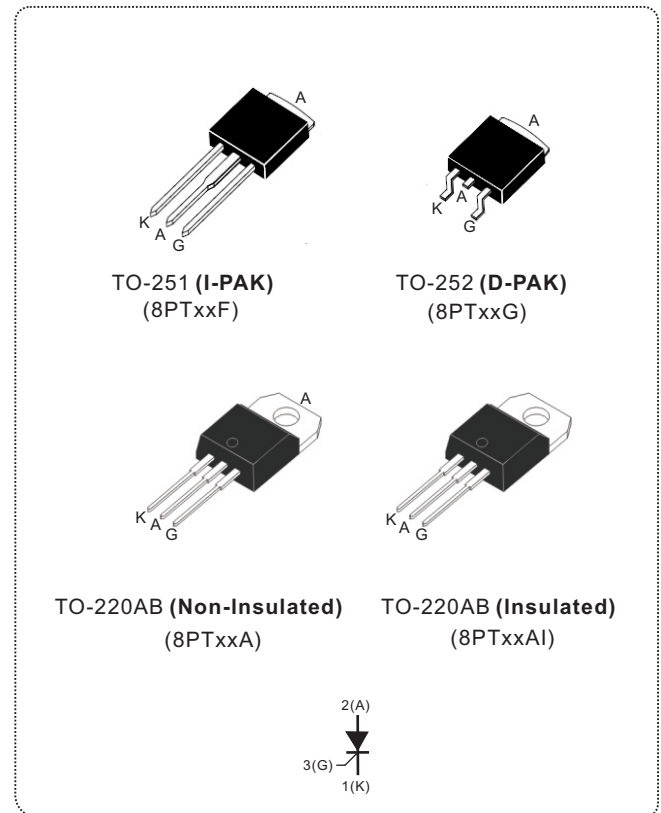 A
A
K
A
G
K
A
G
TO-251 (I-PAK)
(8PTxxF)
TO-252 (D-PAK)
(8PTxxG)
A
K
A
G
K
A
G
TO-220AB (Non-Insulated)
(8PTxxA)
TO-220AB (Insulated)
(8PTxxAI)
2(A)
3(G)
1(K)